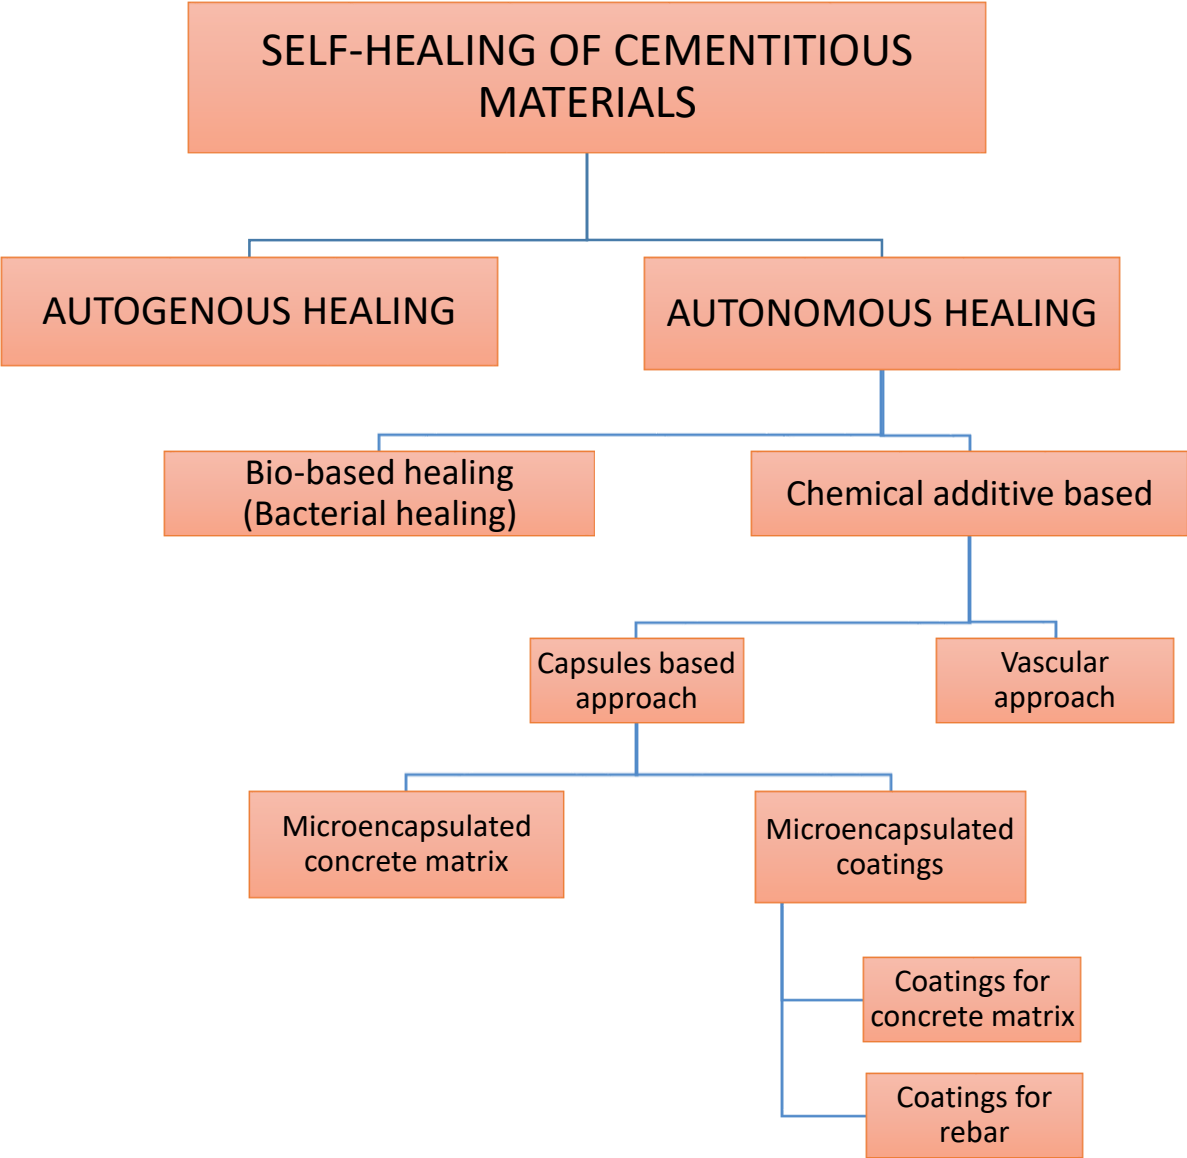 SELF-HEALING OF CEMENTITIOUS
MATERIALS
AUTOGENOUS HEALING
AUTONOMOUS HEALING
Bio-based healing
(Bacterial healing)
Chemical additive based
Capsules based
approach
Vascular
approach
Microencapsulated
concrete matrix
Microencapsulated
coatings
Coatings for
concrete matrix
Coatings for
rebar